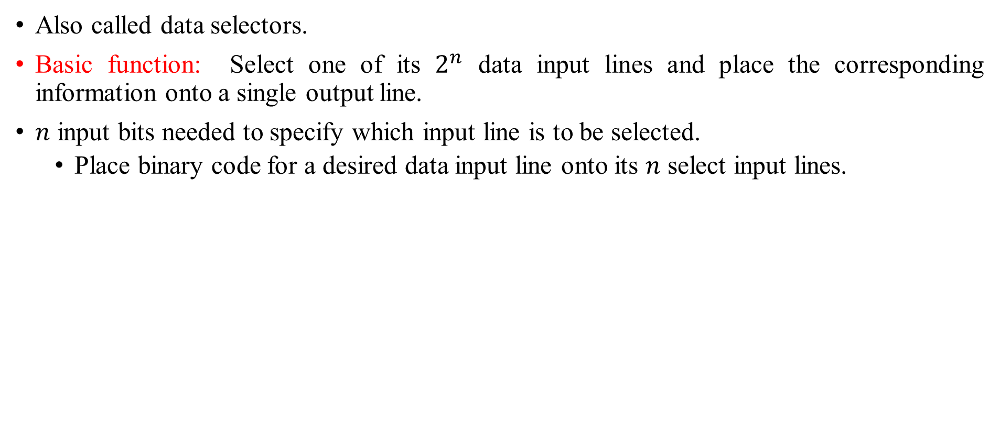 • Also called data selectors.
• Basic function: Select one of its 2ⁿ data input lines and place the corresponding
information onto a single output line.
• n input bits needed to specify which input line is to be selected.
• Place binary code for a desired data input line onto its n select input lines.